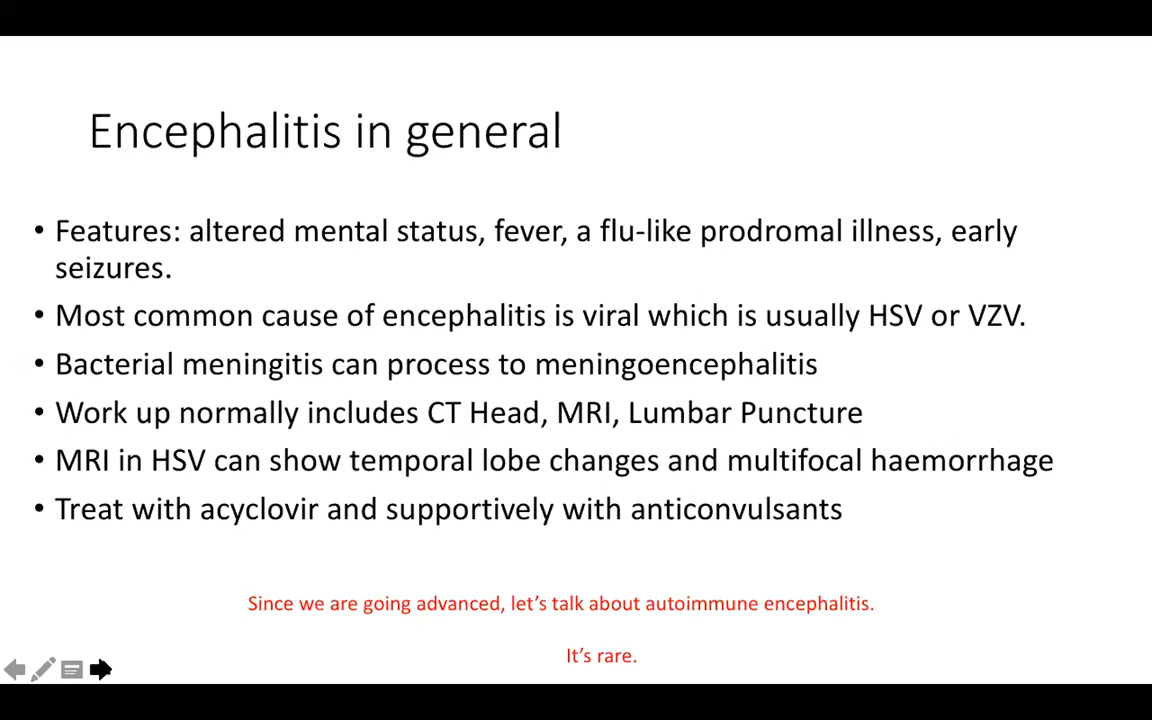 Encephalitis in general
• Features: altered mental status, fever, a flu-like prodromal illness, early
seizures.
• Most common cause of encephalitis is viral which is usually HSV or VZV.
• Bacterial meningitis can process to meningoencephalitis
• Work up normally includes CT Head, MRI, Lumbar Puncture
• MRI in HSV can show temporal lobe changes and multifocal haemorrhage
• Treat with acyclovir and supportively with anticonvulsants
Since we are going advanced, let’s talk about autoimmune encephalitis.
It’s rare.